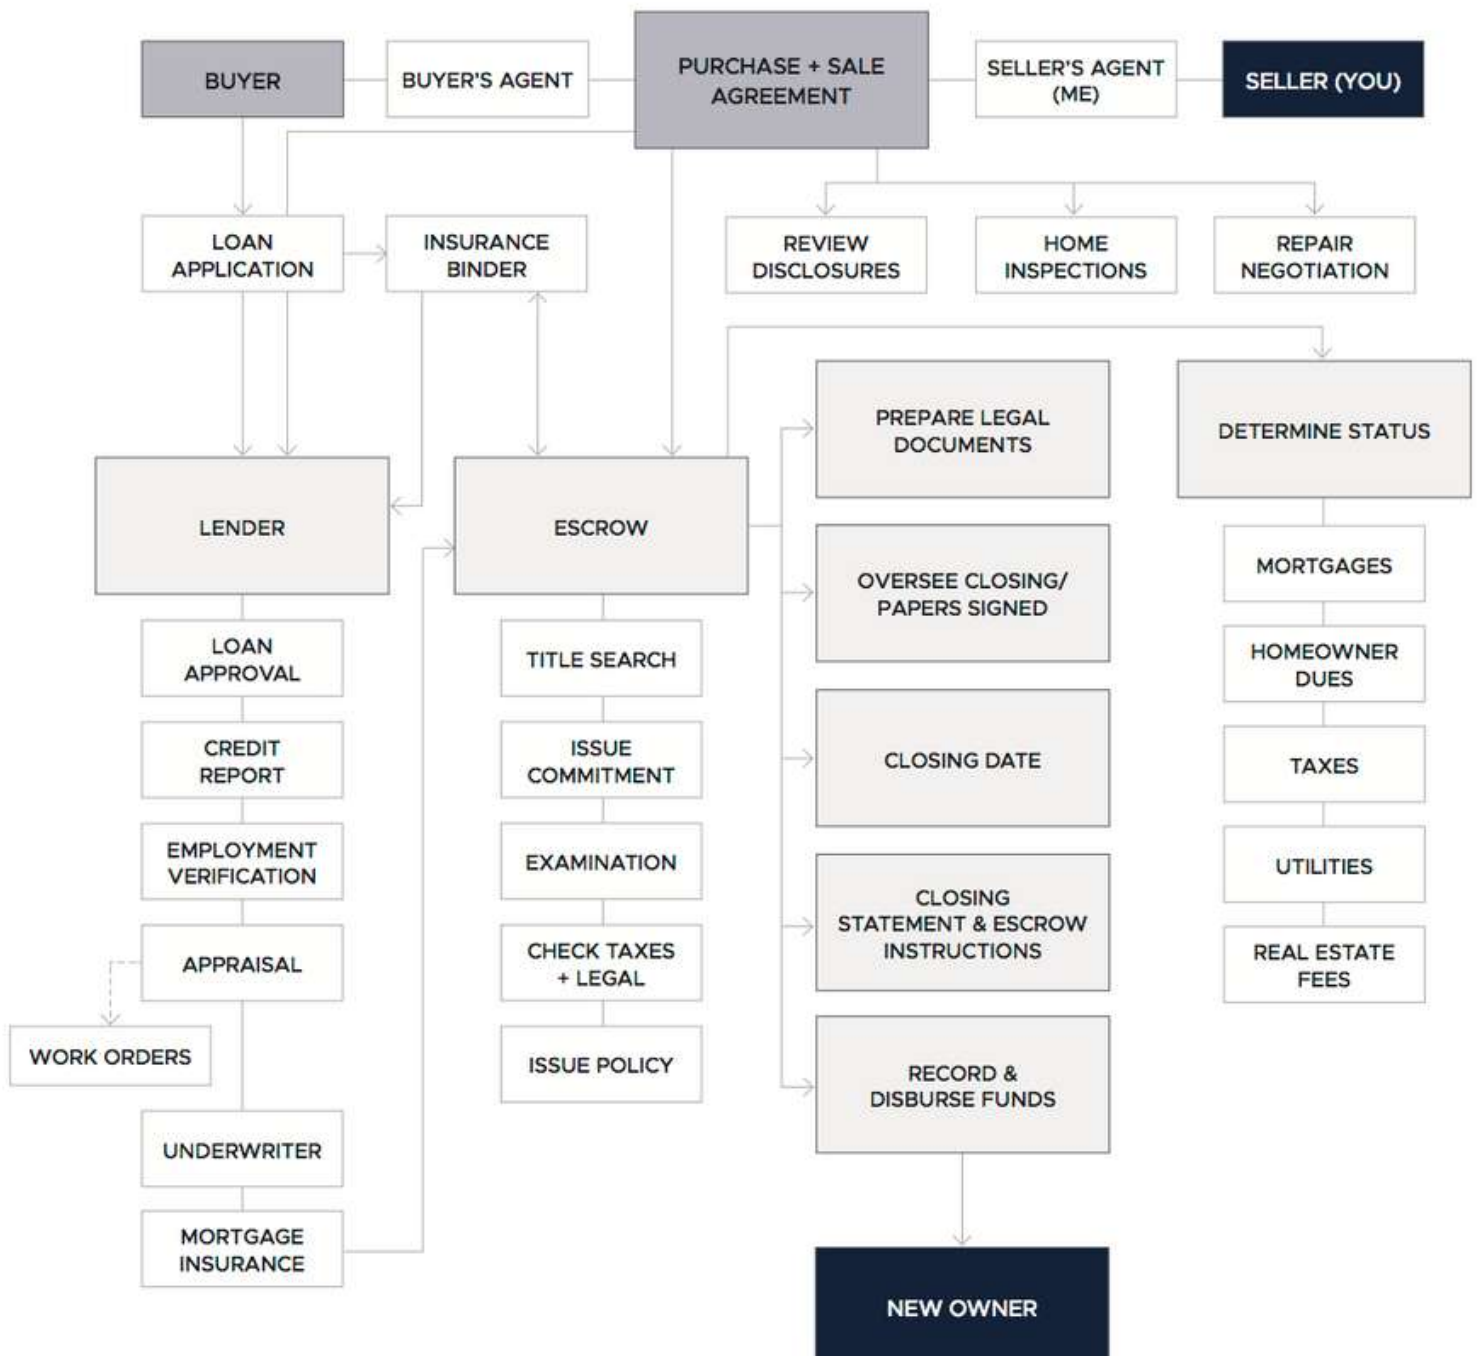 BUYER
BUYER'S AGENT
PURCHASE + SALE
AGREEMENT
SELLER'S AGENT
(ME)
SELLER (YOU)
LOAN
APPLICATION
INSURANCE
BINDER
REVIEW
DISCLOSURES
HOME
INSPECTIONS
REPAIR
NEGOTIATION
LENDER
LOAN
APPROVAL
CREDIT
REPORT
EMPLOYMENT
VERIFICATION
APPRAISAL
WORK ORDERS
UNDERWRITER
MORTGAGE
INSURANCE
ESCROW
TITLE SEARCH
ISSUE
COMMITMENT
EXAMINATION
CHECK TAXES
+ LEGAL
ISSUE POLICY
PREPARE LEGAL
DOCUMENTS
OVERSEE CLOSING/
PAPERS SIGNED
CLOSING DATE
CLOSING
STATEMENT & ESCROW
INSTRUCTIONS
RECORD &
DISBURSE FUNDS
NEW OWNER
DETERMINE STATUS
MORTGAGES
HOMEOWNER
DUES
TAXES
UTILITIES
REAL ESTATE
FEES